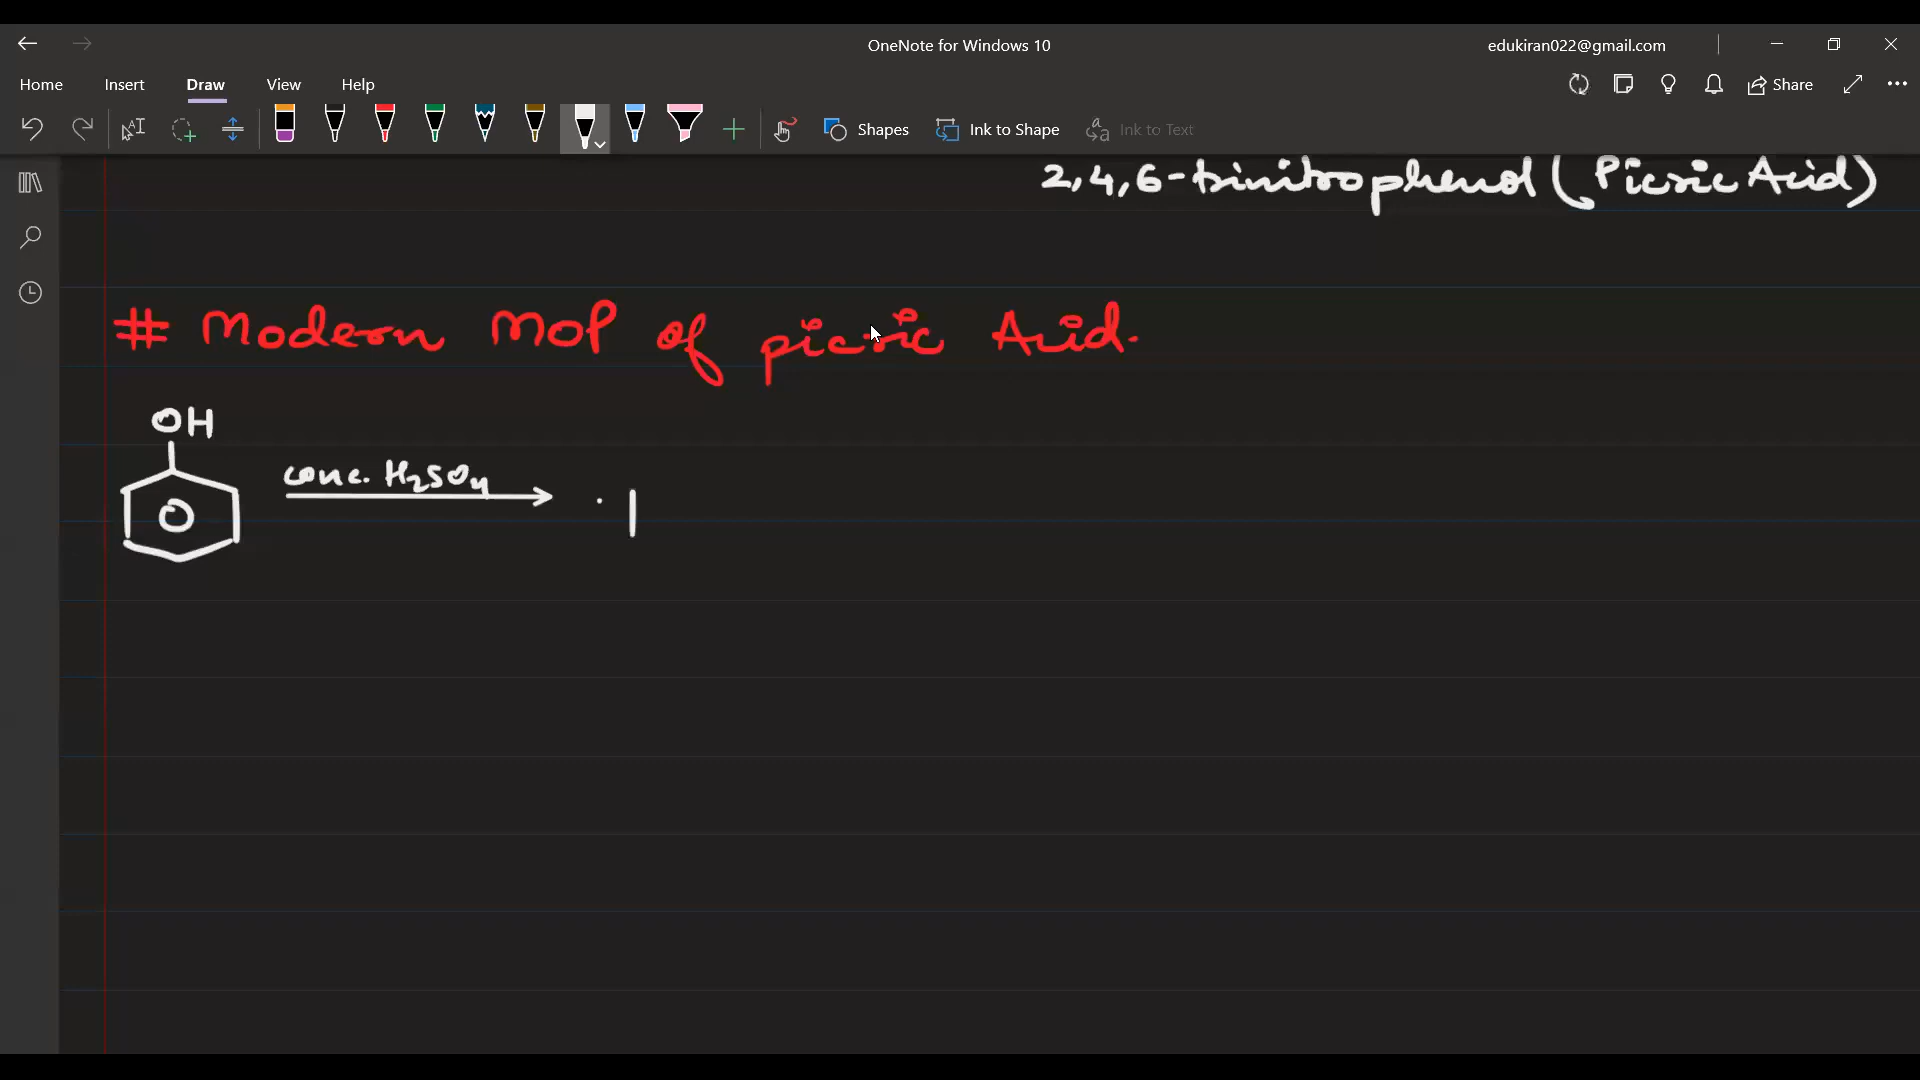 OneNote for Windows 10
edukiran022@gmail.com
Home Insert Draw View Help
Share
Shapes Ink to Shape Ink to Text
2,4,6-trinitrophenol (Picric Acid)
# Modern MOP of picric Acid.
OH
conc. H₂SO₄